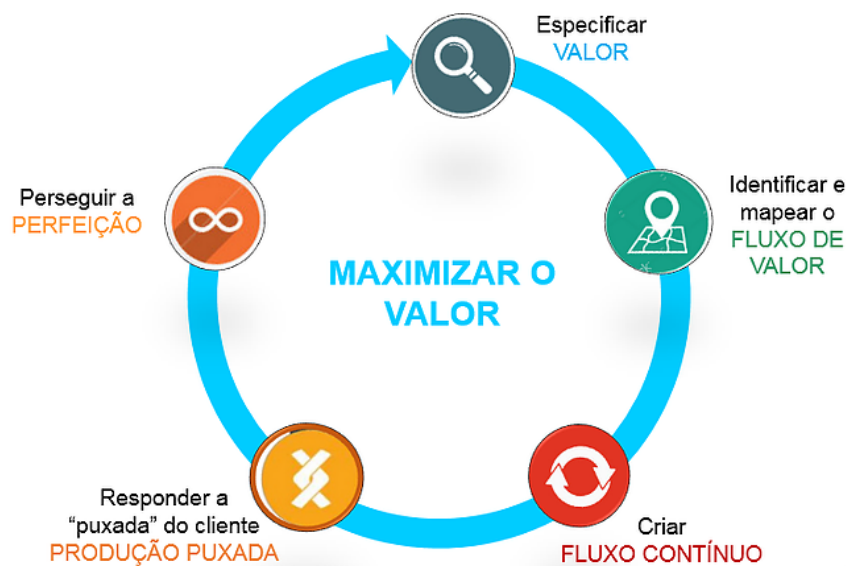 Especificar
VALOR
Identificar e
mapear o
FLUXO DE
VALOR
Criar
FLUXO CONTÍNUO
Responder a
“puxada” do cliente
PRODUÇÃO PUXADA
Perseguir a
PERFEIÇÃO
MAXIMIZAR O
VALOR